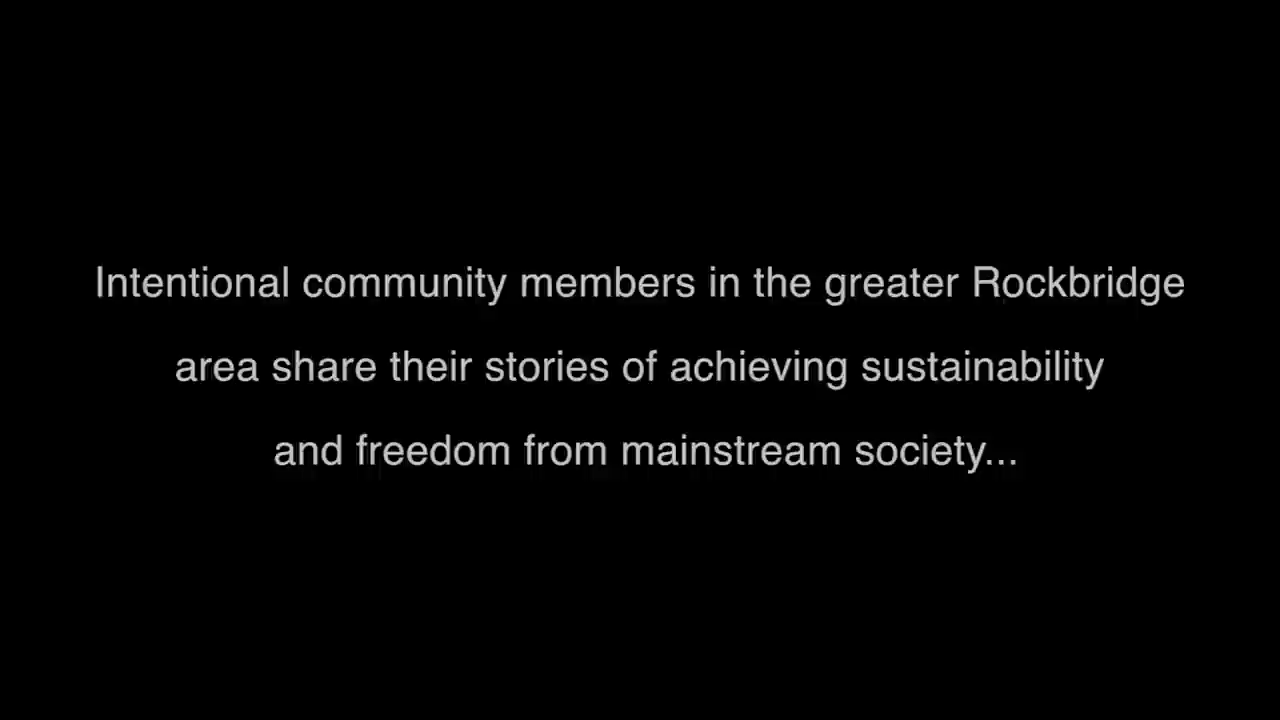 Intentional community members in the greater Rockbridge
area share their stories of achieving sustainability
and freedom from mainstream society...